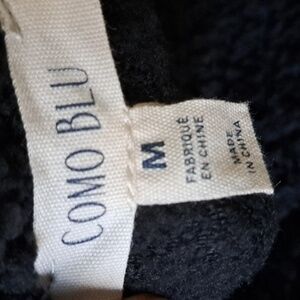 COMO BLU
M
FABRIQUÉ
EN CHINE
MADE
IN CHINA